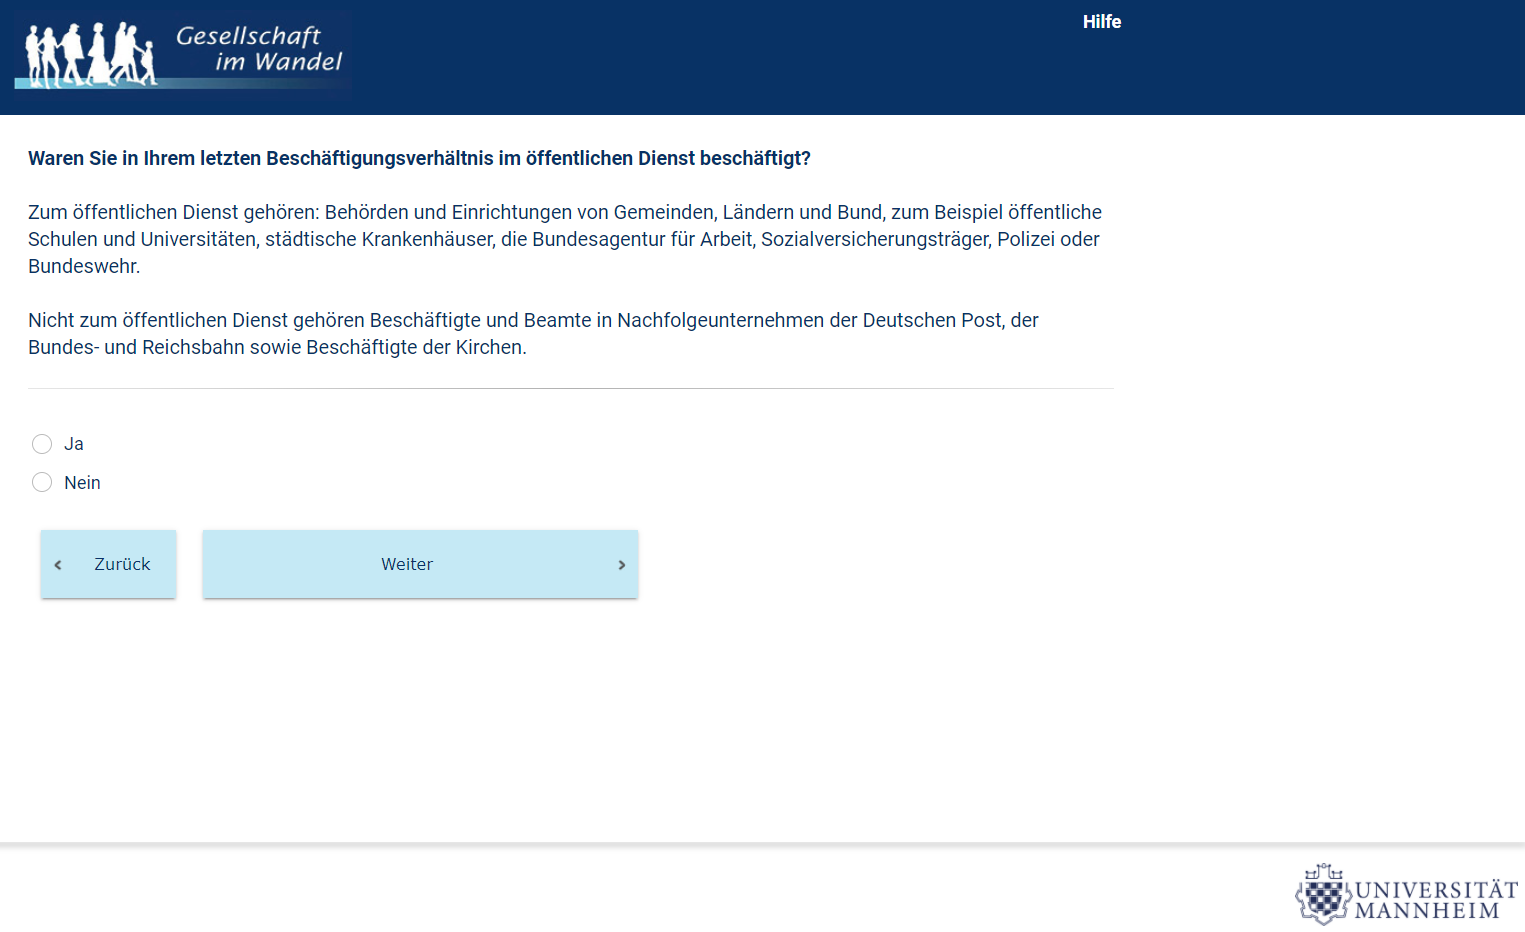 Gesellschaft
im Wandel
Hilfe
Waren Sie in Ihrem letzten Beschäftigungsverhältnis im öffentlichen Dienst beschäftigt?
Zum öffentlichen Dienst gehören: Behörden und Einrichtungen von Gemeinden, Ländern und Bund, zum Beispiel öffentliche
Schulen und Universitäten, städtische Krankenhäuser, die Bundesagentur für Arbeit, Sozialversicherungsträger, Polizei oder
Bundeswehr.
Nicht zum öffentlichen Dienst gehören Beschäftigte und Beamte in Nachfolgeunternehmen der Deutschen Post, der
Bundes- und Reichsbahn sowie Beschäftigte der Kirchen.
Ja
Nein
‹ Zurück
Weiter ›
UNIVERSITÄT
MANNHEIM